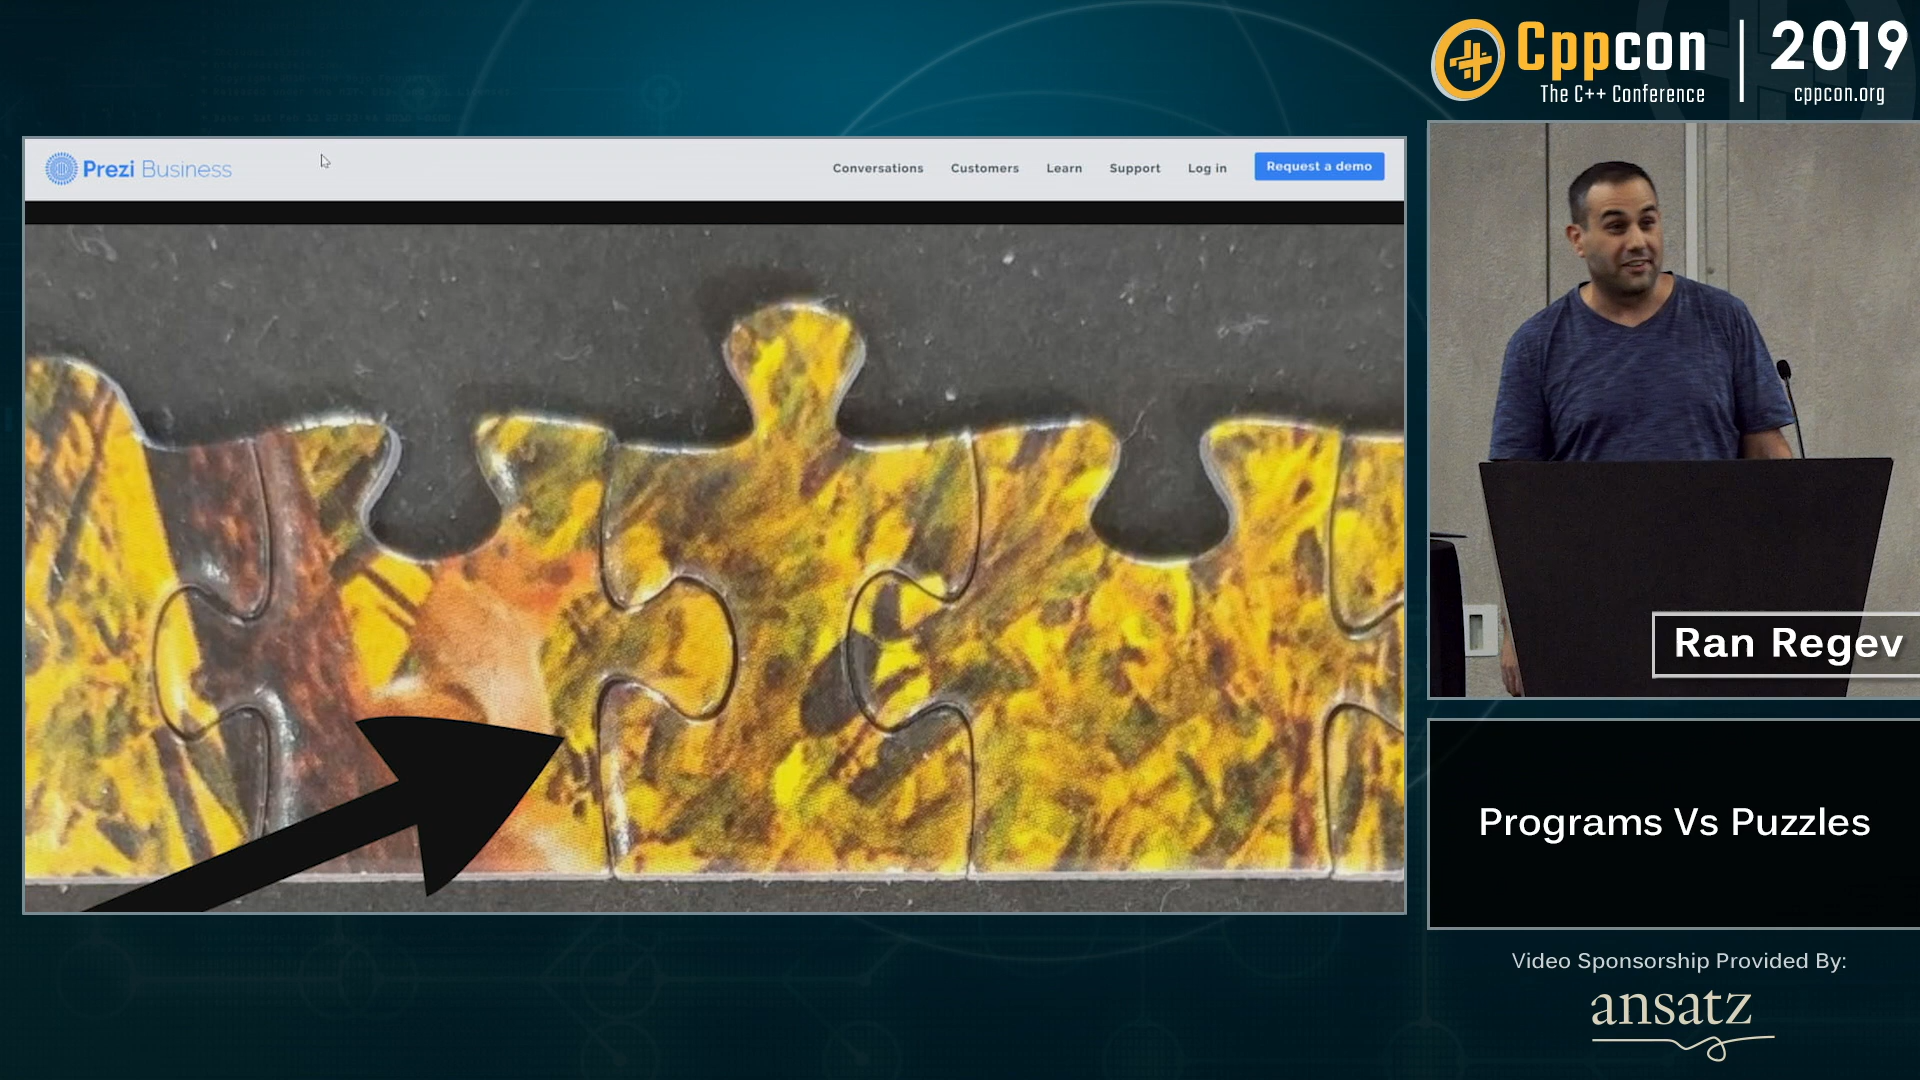 Cppcon
The C++ Conference
2019
cppcon.org
Prezi Business
Conversations
Customers
Learn
Support
Log in
Request a demo
Ran Regev
Programs Vs Puzzles
Video Sponsorship Provided By:
ansatz